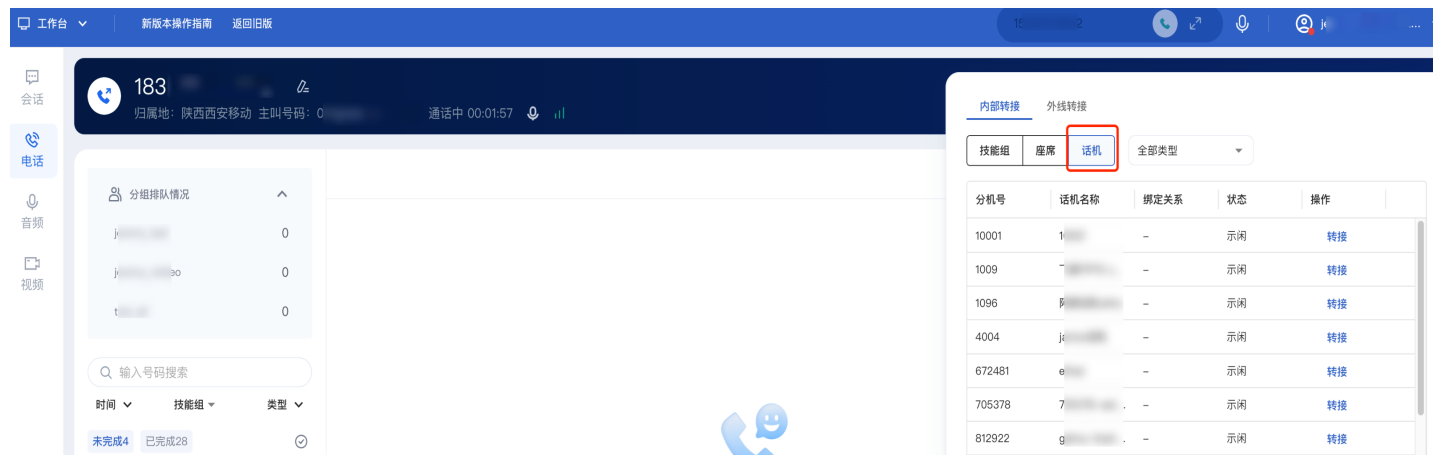 工作台 新版本操作指南 返回旧版
会话
电话
音频
视频
183
归属地：陕西西安移动 主叫号码：0 通话中 00:01:57
分组排队情况
0
eo 0
0
输入号码搜索
时间 技能组 类型
未完成4 已完成28
内部转接 外线转接
技能组 座席 话机 全部类型
分机号 话机名称 绑定关系 状态 操作
10001 – 示闲 转接
1009 – 示闲 转接
1096 – 示闲 转接
4004 – 示闲 转接
672481 – 示闲 转接
705378 – 示闲 转接
812922 – 示闲 转接